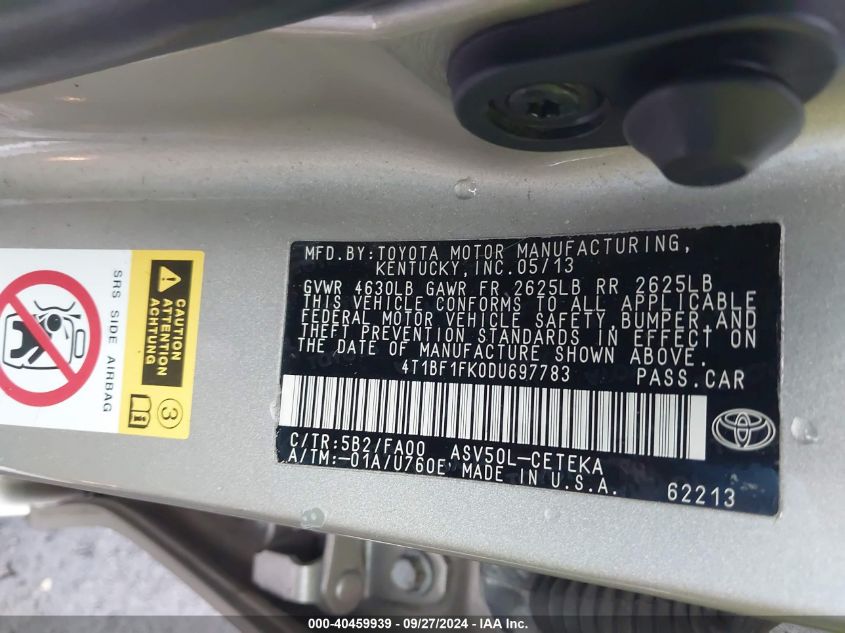 SRS SIDE AIRBAG
CAUTION
ATTENTION
ACHTUNG
3
MFD.BY:TOYOTA MOTOR MANUFACTURING,
KENTUCKY,INC.05/13
GVWR 4630LB GAWR FR 2625LB RR 2625LB
THIS VEHICLE CONFORMS TO ALL APPLICABLE
FEDERAL MOTOR VEHICLE SAFETY,BUMPER,AND
THEFT PREVENTION STANDARDS IN EFFECT ON
THE DATE OF MANUFACTURE SHOWN ABOVE.
4T1BF1FK0DU697783 PASS.CAR
C/TR:5B2/FA00 ASV50L-CETEKA
A/TM:-01A/U760E MADE IN U.S.A.
62213
000-40459939 - 09/27/2024 - IAAI.com